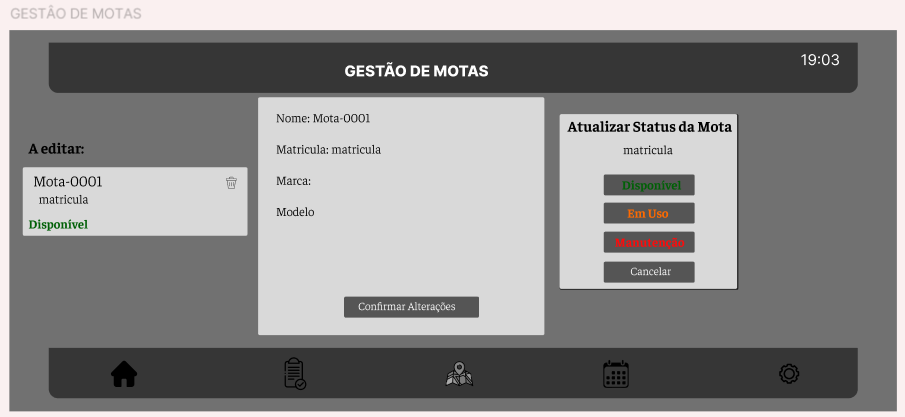 GESTÃO DE MOTAS
GESTÃO DE MOTAS
19:03
A editar:
Mota-0001
matricula
Disponível
Nome: Mota-0001
Matricula: matricula
Marca:
Modelo
Confirmar Alterações
Atualizar Status da Mota
matricula
Disponivel
Em Uso
Manutenção
Cancelar